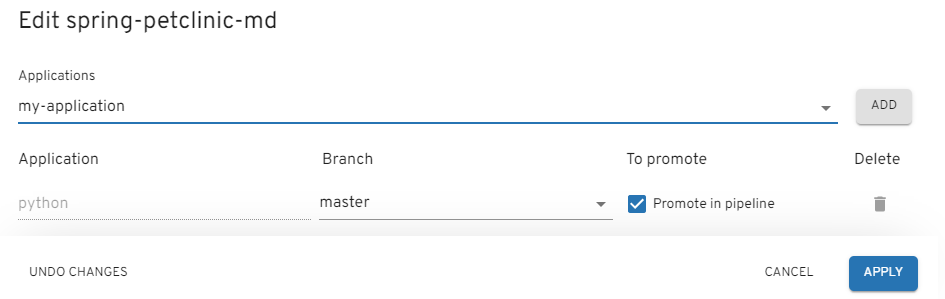 Edit spring-petclinic-md
Applications
my-application
ADD
Application Branch To promote Delete
python master Promote in pipeline
UNDO CHANGES CANCEL APPLY